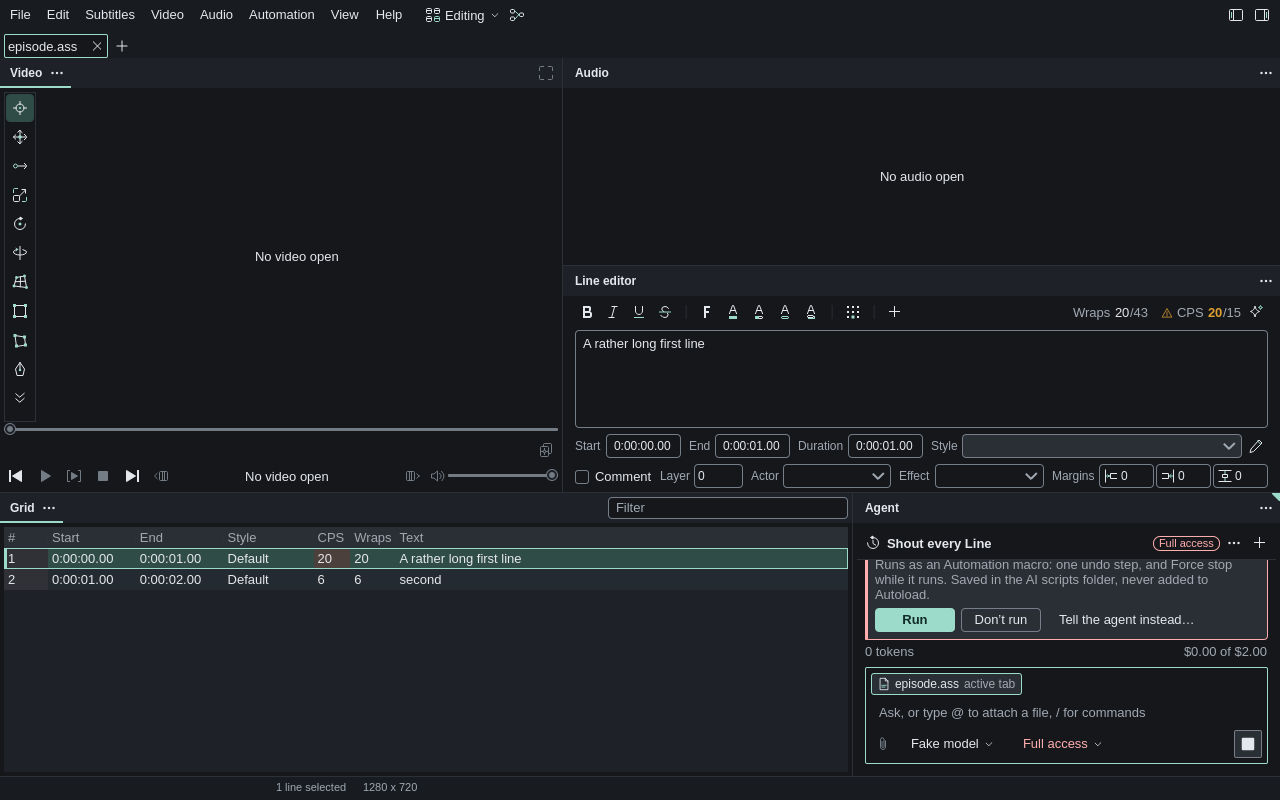 File Edit Subtitles Video Audio Automation View Help Editing
episode.ass
Video
Audio
No video open
No audio open
Line editor
Wraps 20/43 CPS 20/15
A rather long first line
Start 0:00:00.00 End 0:00:01.00 Duration 0:00:01.00 Style
No video open
Comment Layer 0 Actor Effect Margins 0 0 0
Grid
Filter
# Start End Style CPS Wraps Text
1 0:00:00.00 0:00:01.00 Default 20 20 A rather long first line
2 0:00:01.00 0:00:02.00 Default 6 6 second
Agent
Shout every Line Full access
Runs as an Automation macro: one undo step, and Force stop
while it runs. Saved in the AI scripts folder, never added to
Autoload.
Run Don't run Tell the agent instead…
0 tokens $0.00 of $2.00
episode.ass active tab
Ask, or type @ to attach a file, / for commands
Fake model Full access
1 line selected 1280 x 720